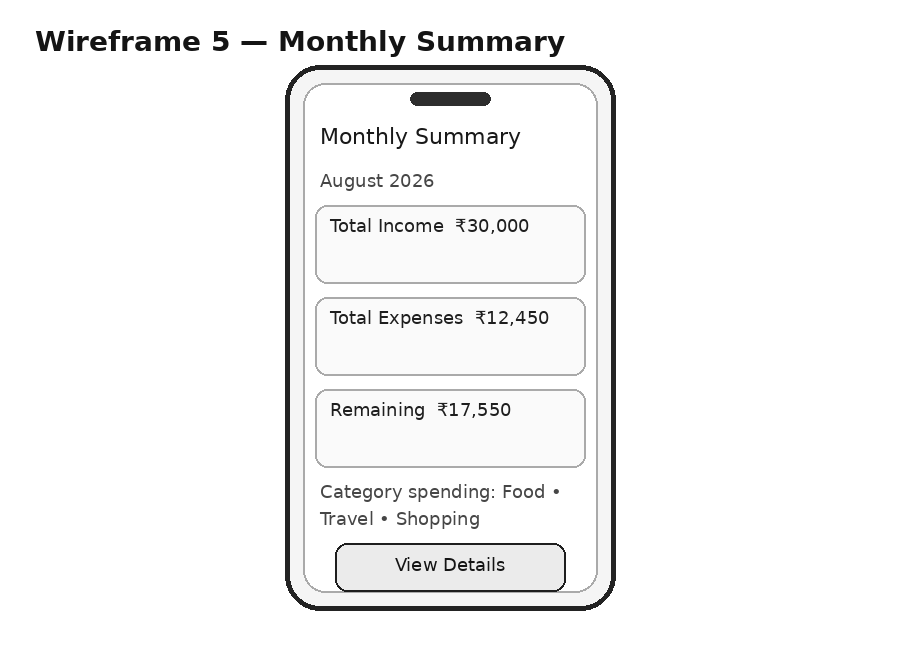 Wireframe 5 — Monthly Summary
Monthly Summary
August 2026
Total Income  ₹30,000
Total Expenses  ₹12,450
Remaining  ₹17,550
Category spending: Food •
Travel • Shopping
View Details